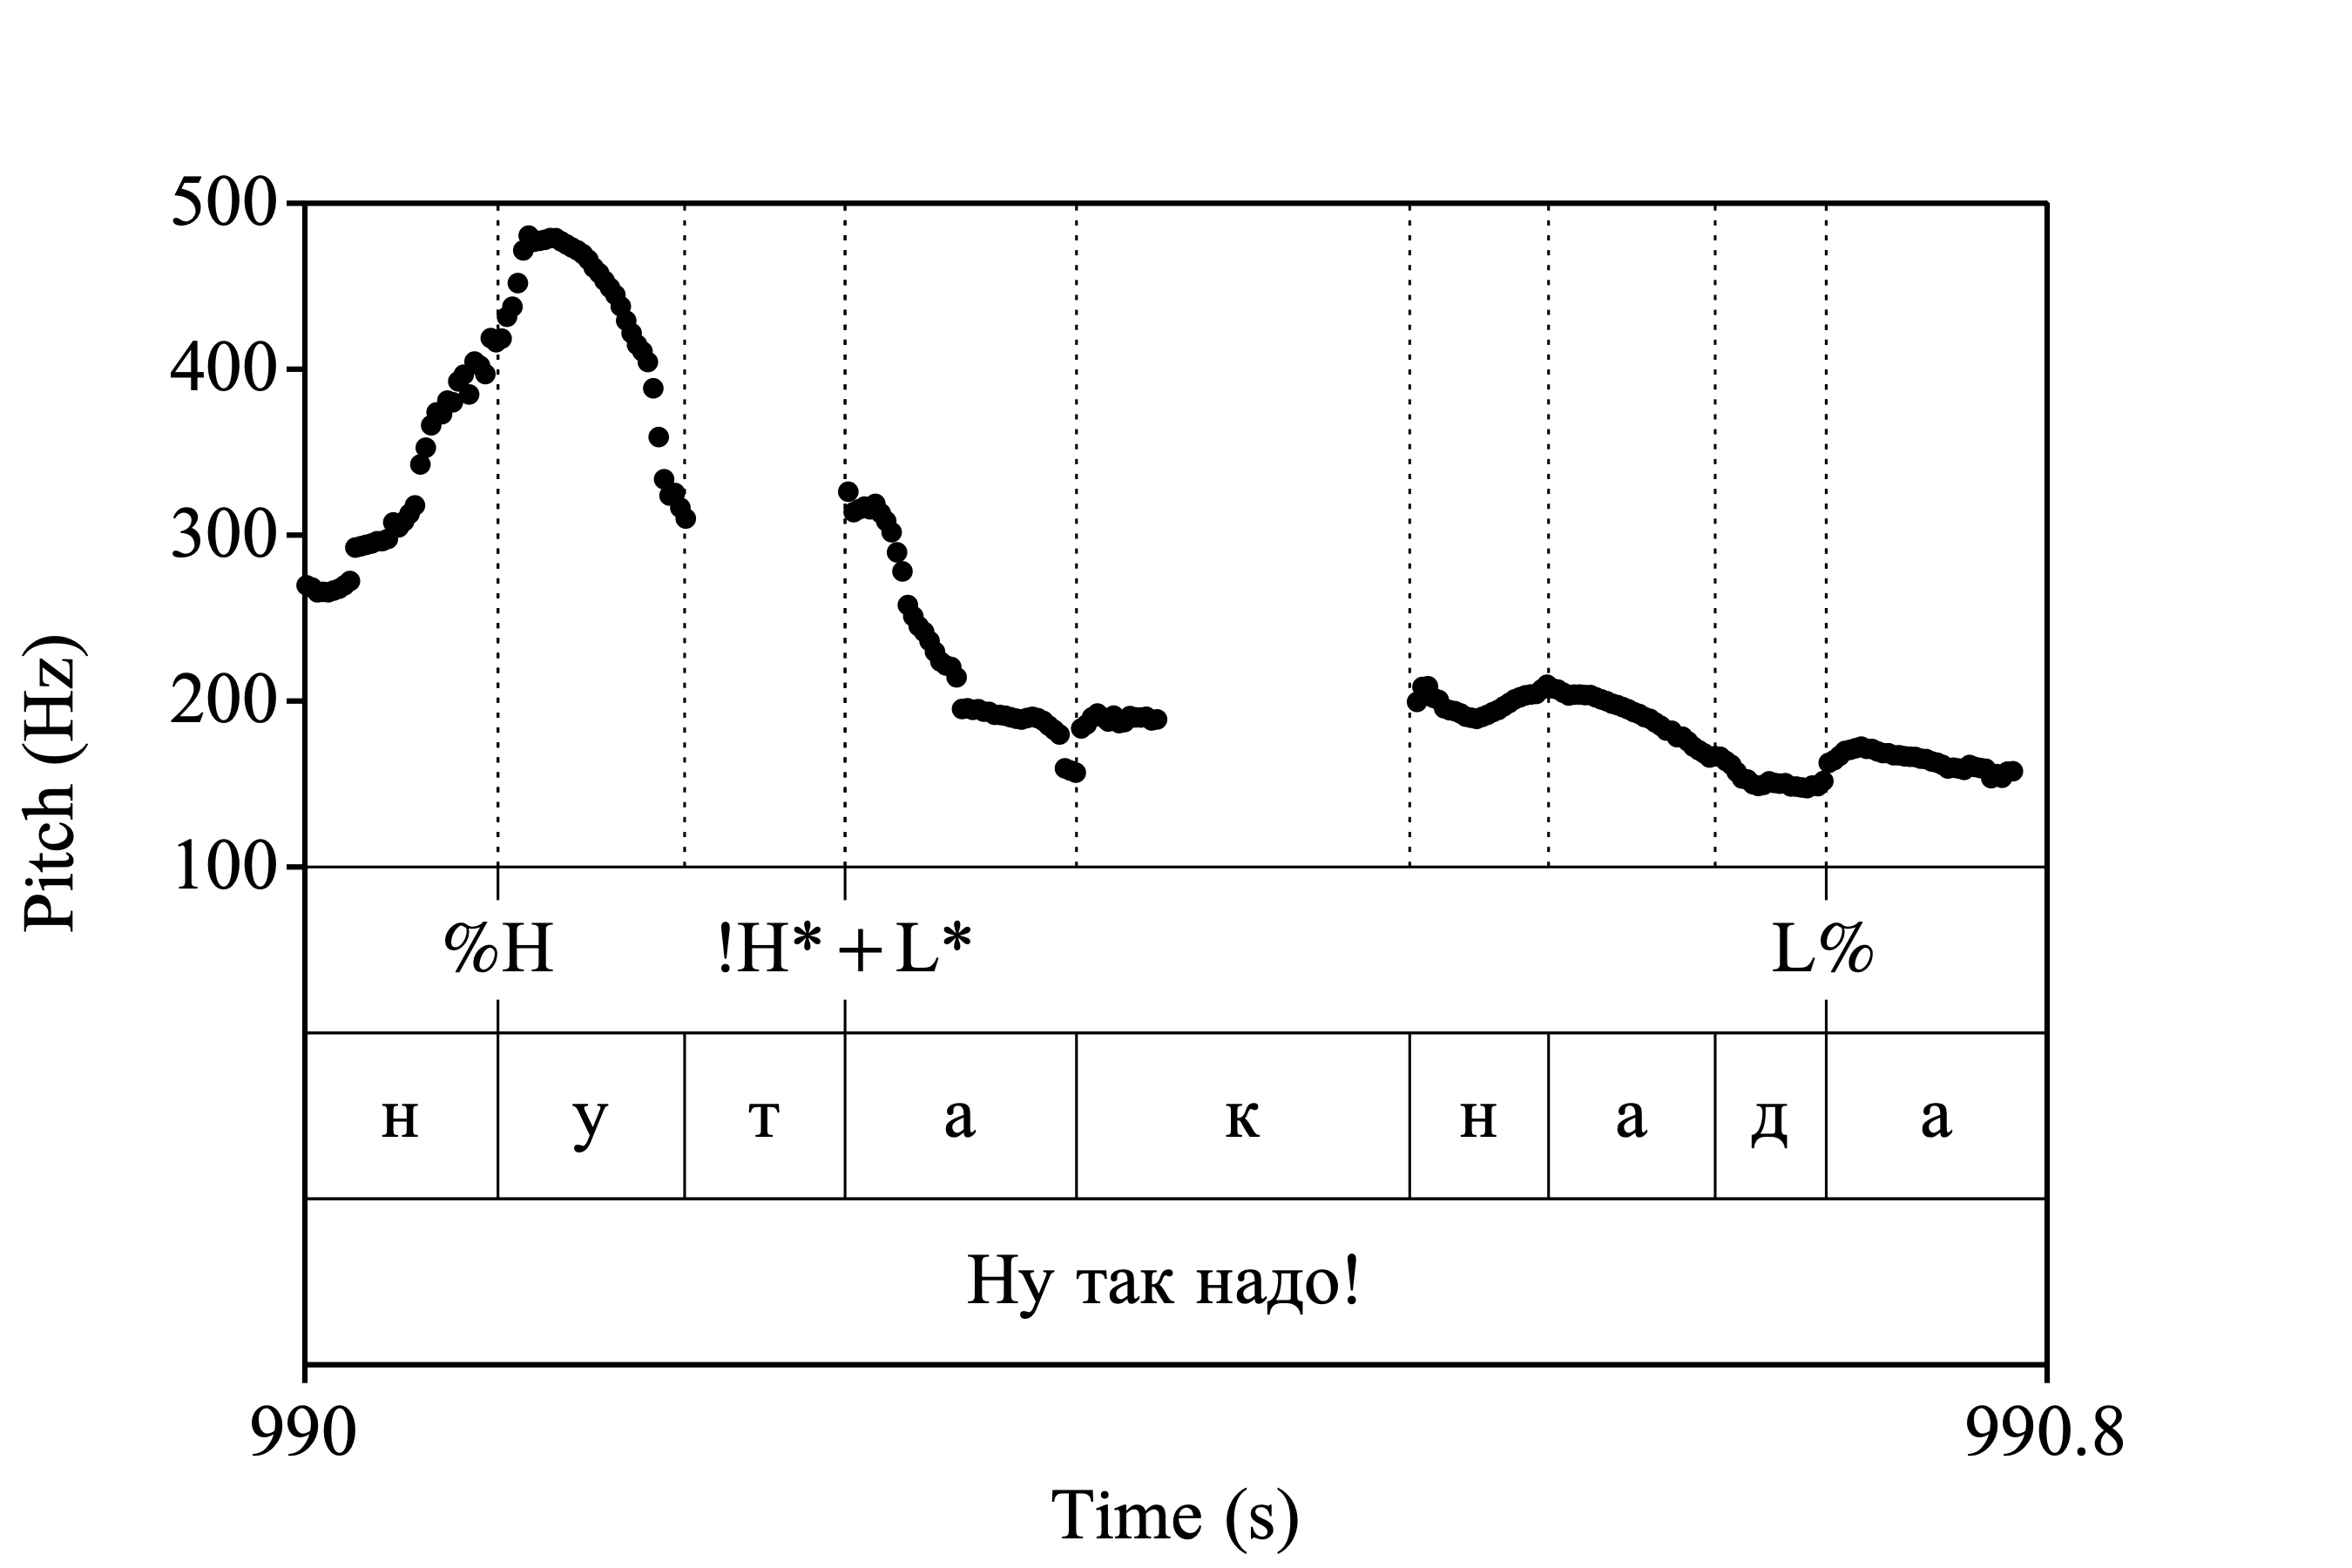 500
400
300
200
100
Pitch (Hz)
%H !H*+L* L%
н у т а к н а д а
Ну так надо!
990 990.8
Time (s)